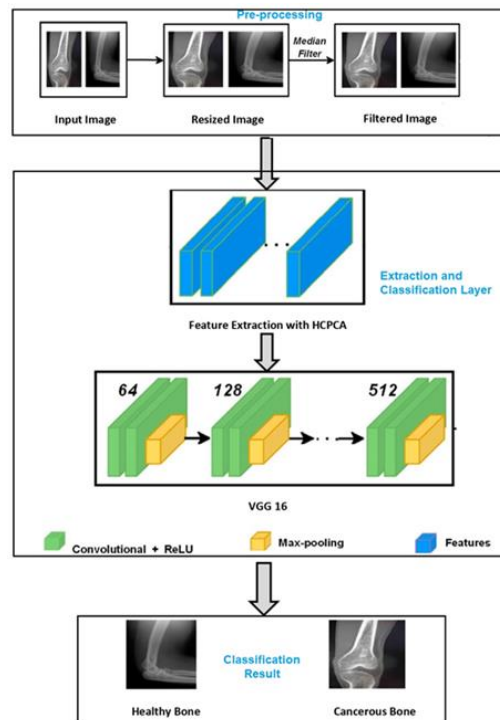 Pre-processing
Median
Filter
Input Image
Resized Image
Filtered Image
Extraction and
Classification Layer
Feature Extraction with HCPCA
64
128
512
VGG 16
Convolutional + ReLU
Max-pooling
Features
Classification
Result
Healthy Bone
Cancerous Bone